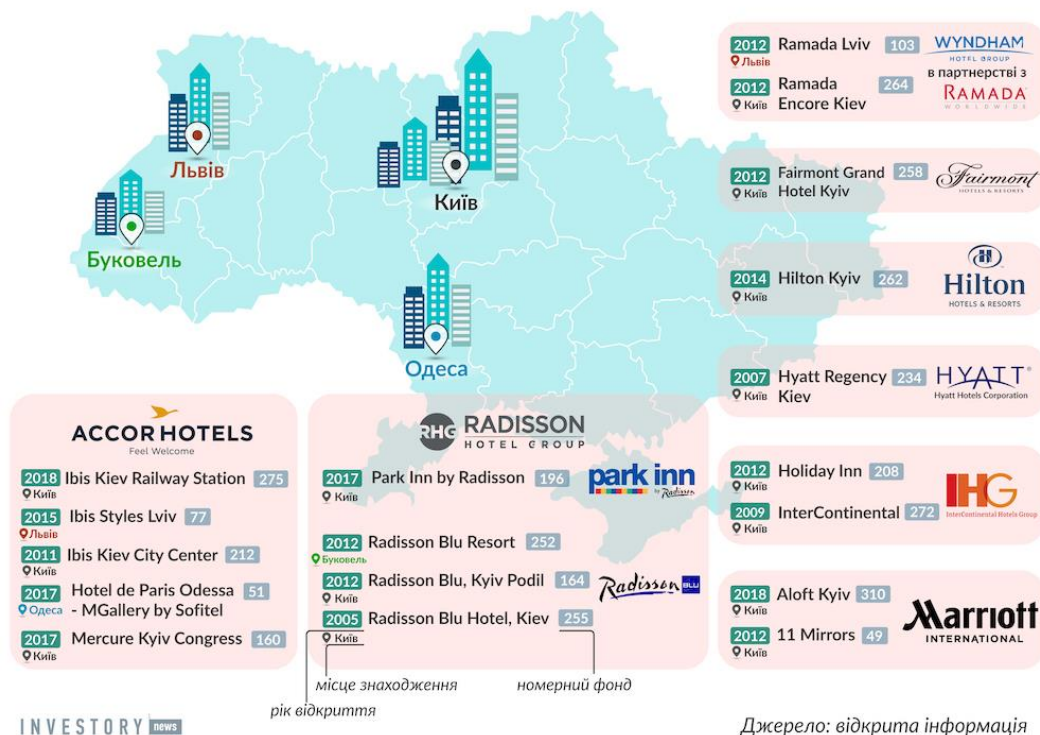 Львів
Київ
Буковель
Одеса
2012 Ramada Lviv 103
Львів
2012 Ramada
Encore Kiev 264
Київ
WYNDHAM
HOTEL GROUP
в партнерстві з
RAMADA
WORLDWIDE
2012 Fairmont Grand
Hotel Kyiv 258
Київ
Fairmont
HOTELS & RESORTS
2014 Hilton Kyiv 262
Київ
Hilton
HOTELS & RESORTS
2007 Hyatt Regency
Kiev 234
Київ
HYATT®
Hyatt Hotels Corporation
2012 Holiday Inn 208
Київ
2009 InterContinental 272
Київ
IHG
InterContinental Hotels Group
2018 Aloft Kyiv 310
Київ
2012 11 Mirrors 49
Київ
Marriott
INTERNATIONAL
ACCORHOTELS
Feel Welcome
2018 Ibis Kiev Railway Station 275
Київ
2015 Ibis Styles Lviv 77
Львів
2011 Ibis Kiev City Center 212
Київ
2017 Hotel de Paris Odessa 51
Одеса - MGallery by Sofitel
2017 Mercure Kyiv Congress 160
Київ
RHG RADISSON
HOTEL GROUP
2017 Park Inn by Radisson 196
Київ
park inn
by Radisson
2012 Radisson Blu Resort 252
Буковель
2012 Radisson Blu, Kyiv Podil 164
Київ
Radisson BLU
2005 Radisson Blu Hotel, Kiev 255
Київ
місце знаходження
номерний фонд
рік відкриття
INVESTORY news
Джерело: відкрита інформація